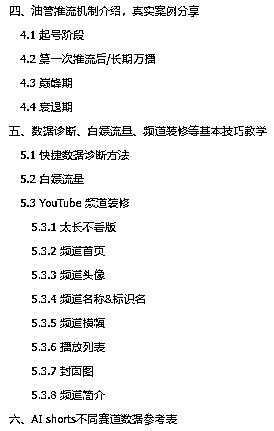 四、油管推流机制介绍，真实案例分享
4.1 起号阶段
4.2 第一次推流后/长期万播
4.3 巅峰期
4.4 衰退期
五、数据诊断、白嫖流量、频道装修等基本技巧教学
5.1 快捷数据诊断方法
5.2 白嫖流量
5.3 YouTube 频道装修
5.3.1 太长不看版
5.3.2 频道首页
5.3.3 频道头像
5.3.4 频道名称&标识名
5.3.5 频道横幅
5.3.6 播放列表
5.3.7 封面图
5.3.8 频道简介
六、AI shorts不同赛道数据参考表